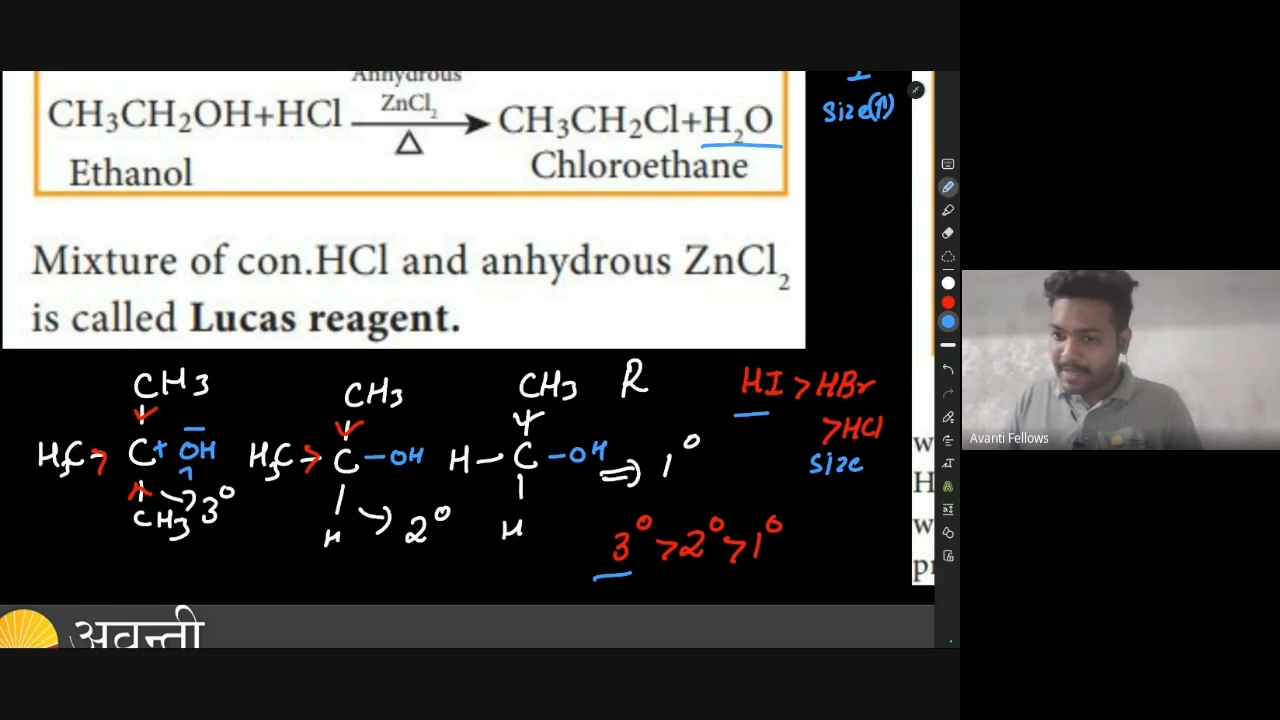 Anhydrous
CH₃CH₂OH+HCl ZnCl₂ CH₃CH₂Cl+H₂O
Δ
Ethanol Chloroethane
Mixture of con.HCl and anhydrous ZnCl₂
is called Lucas reagent.
I
Size(↑)
CH3 CH3 CH3 R HI > HBr
> HCl
size
H3C C+ OH H3C C - OH H - C - OH ⇒ 1°
CH3 3° H 2° H
3° > 2° > 1°
Avanti Fellows
w
H
w
pr
अवन्ती